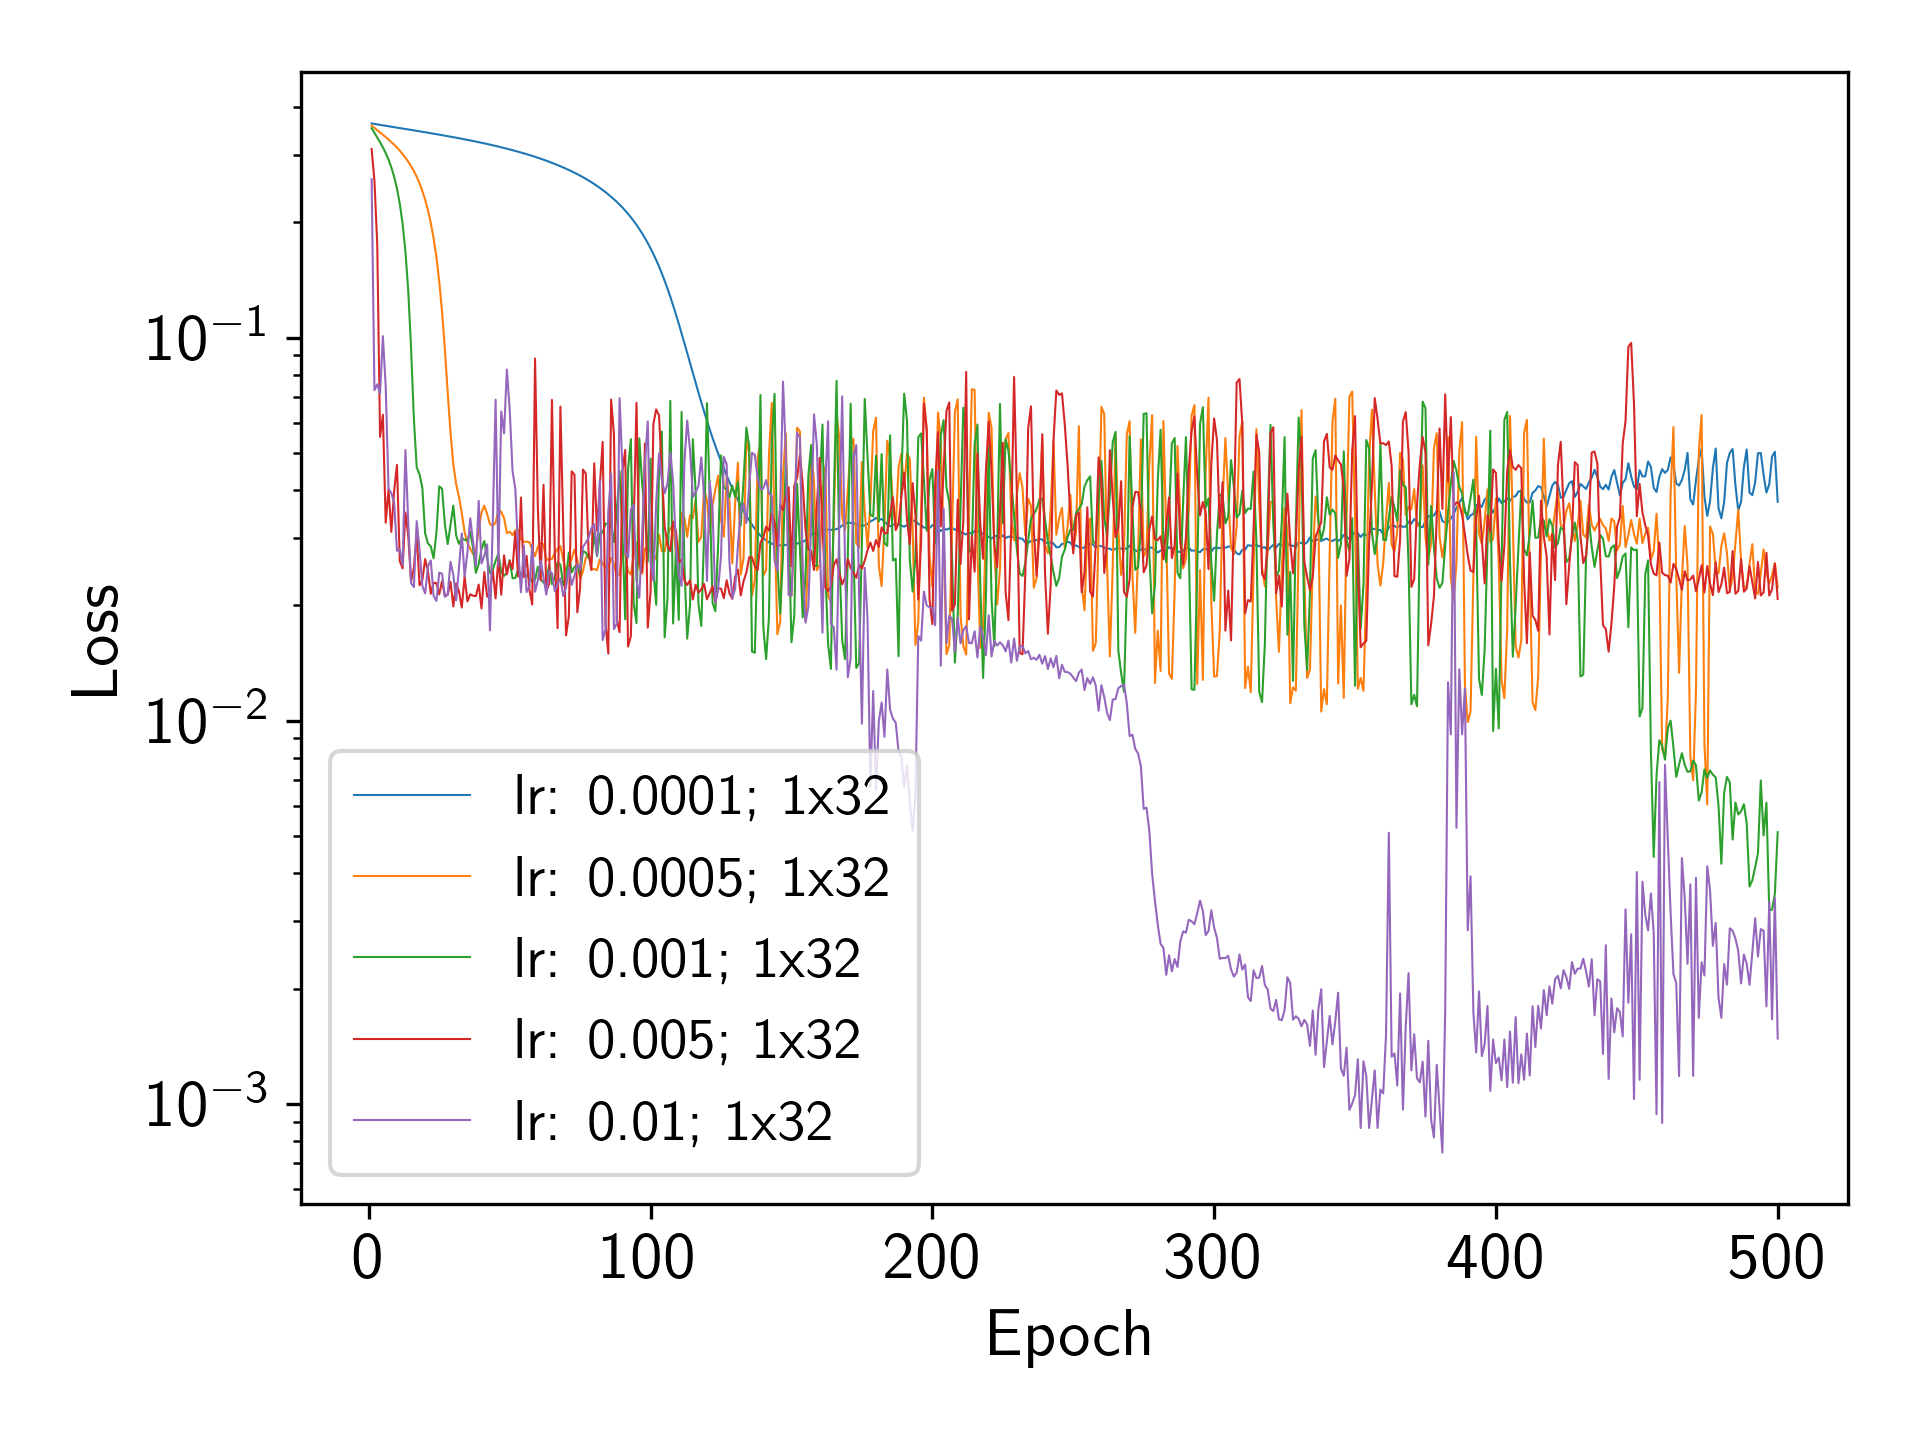 Loss
10⁻¹
10⁻²
10⁻³
lr: 0.0001; 1x32
lr: 0.0005; 1x32
lr: 0.001; 1x32
lr: 0.005; 1x32
lr: 0.01; 1x32
0 100 200 300 400 500
Epoch